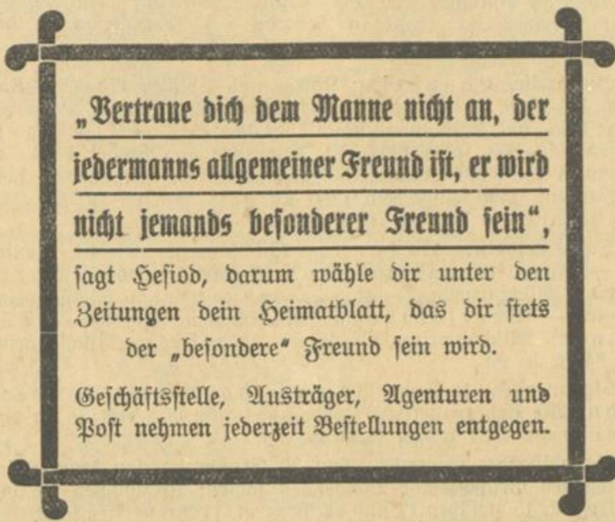 „Vertraue dich dem Manne nicht an, der
jedermanns allgemeiner Freund ist, er wird
nicht jemands besonderer Freund sein“,
sagt Hesiod, darum wähle dir unter den
Zeitungen dein Heimatblatt, das dir stets
der „besondere“ Freund sein wird.
Geschäftsstelle, Austräger, Agenturen und
Post nehmen jederzeit Bestellungen entgegen.